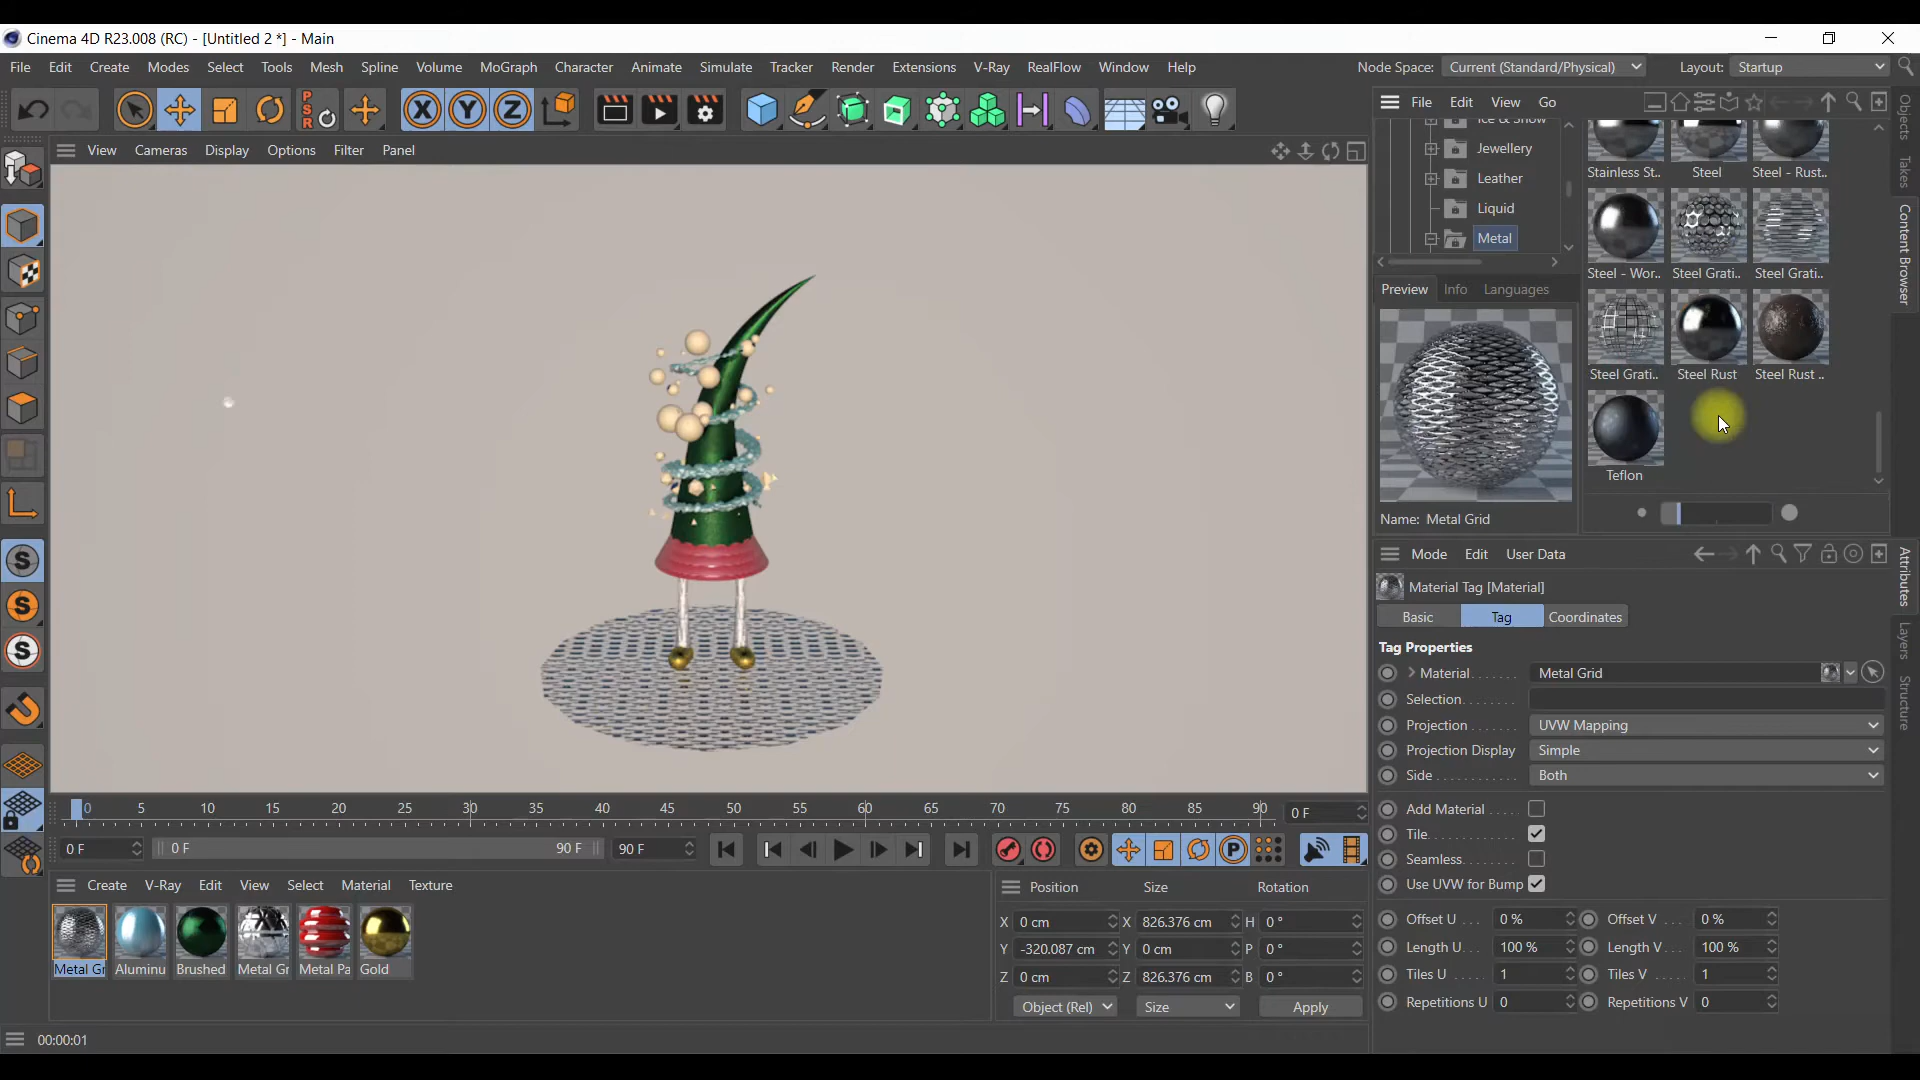 Cinema 4D R23.008 (RC) - [Untitled 2 *] - Main
File Edit Create Modes Select Tools Mesh Spline Volume MoGraph Character Animate Simulate Tracker Render Extensions V-Ray RealFlow Window Help
Node Space: Current (Standard/Physical) Layout: Startup
PSR X Y Z
File Edit View Go
View Cameras Display Options Filter Panel
Jewellery
Leather
Liquid
Metal
Stainless St.. Steel Steel - Rust..
Steel - Wor.. Steel Grati.. Steel Grati..
Steel Grati.. Steel Rust Steel Rust ..
Teflon
Preview Info Languages
Name: Metal Grid
Objects
Takes
Content Browser
Attributes
Layers
Structure
Mode Edit User Data
Material Tag [Material]
Basic Tag Coordinates
Tag Properties
Material Metal Grid
Selection
Projection UVW Mapping
Projection Display Simple
Side Both
Add Material
Tile
Seamless
Use UVW for Bump
Offset U 0 % Offset V 0 %
Length U 100 % Length V 100 %
Tiles U 1 Tiles V 1
Repetitions U 0 Repetitions V 0
0 5 10 15 20 25 30 35 40 45 50 55 60 65 70 75 80 85 90 0 F
0 F 0 F 90 F 90 F
Create V-Ray Edit View Select Material Texture
Metal Gr Aluminu Brushed Metal Gr Metal Pa Gold
Position Size Rotation
X 0 cm X 826.376 cm H 0 °
Y -320.087 cm Y 0 cm P 0 °
Z 0 cm Z 826.376 cm B 0 °
Object (Rel) Size Apply
00:00:01